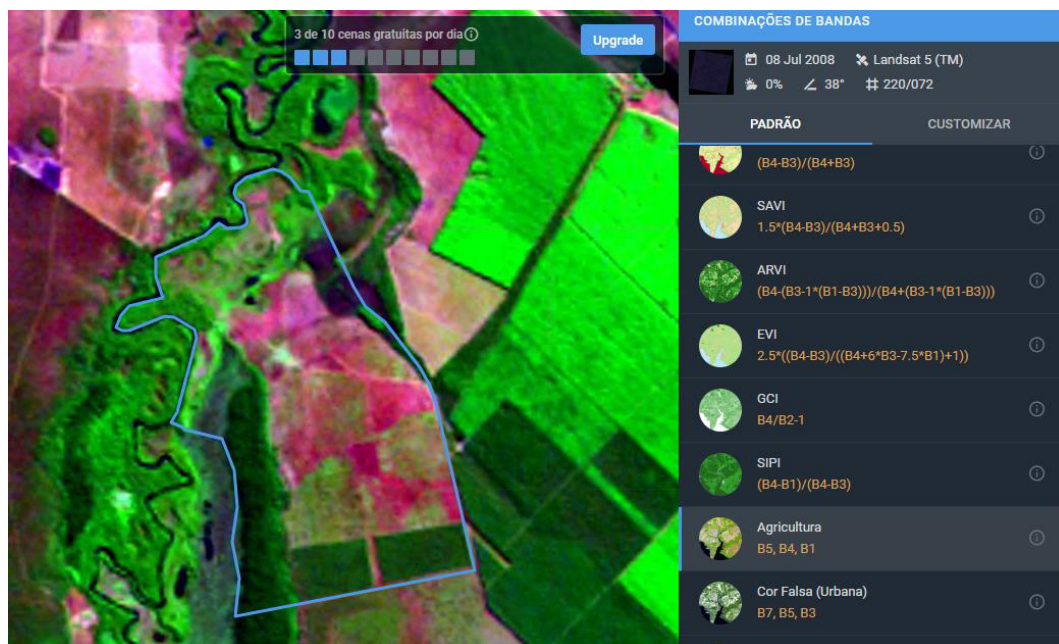 3 de 10 cenas gratuitas por dia
Upgrade
COMBINAÇÕES DE BANDAS
08 Jul 2008 Landsat 5 (TM)
0% 38° 220/072
PADRÃO CUSTOMIZAR
(B4-B3)/(B4+B3)
SAVI
1.5*(B4-B3)/(B4+B3+0.5)
ARVI
(B4-(B3-1*(B1-B3)))/(B4+(B3-1*(B1-B3)))
EVI
2.5*((B4-B3)/((B4+6*B3-7.5*B1)+1))
GCI
B4/B2-1
SIPI
(B4-B1)/(B4-B3)
Agricultura
B5, B4, B1
Cor Falsa (Urbana)
B7, B5, B3